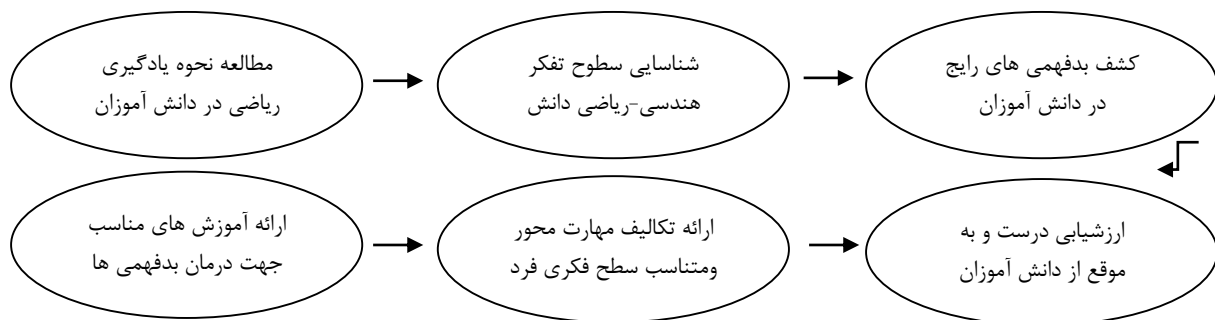 مطالعه نحوه یادگیری
ریاضی در دانش آموزان
شناسایی سطوح تفکر
هندسی-ریاضی دانش
کشف بدفهمی های رایج
در دانش آموزان
ارائه آموزش های مناسب
جهت درمان بدفهمی ها
ارائه تکالیف مهارت محور
ومتناسب سطح فکری فرد
ارزشیابی درست و به
موقع از دانش آموزان